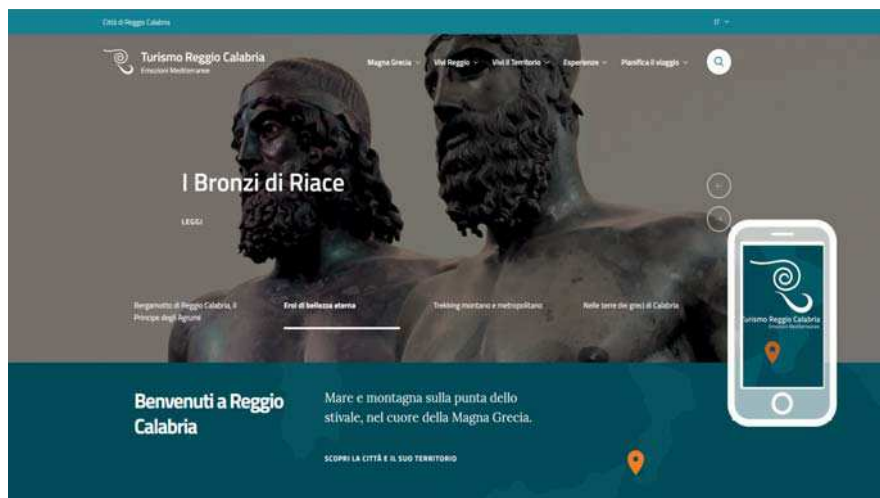 Città di Reggio Calabria
IT
Turismo Reggio Calabria
Emozioni Mediterranee
Magna Grecia
Vivi Reggio
Vivi il Territorio
Esperienze
Pianifica il viaggio
I Bronzi di Riace
LEGGI
Bergamotto di Reggio Calabria, il
Principe degli Agrumi
Eroi di bellezza eterna
Trekking montano e metropolitano
Nelle terre dei greci di Calabria
Turismo Reggio Calabria
Emozioni Mediterranee
Benvenuti a Reggio
Calabria
Mare e montagna sulla punta dello
stivale, nel cuore della Magna Grecia.
SCOPRI LA CITTÀ E IL SUO TERRITORIO